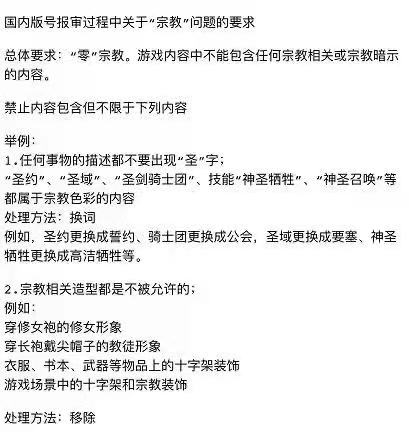 国内版号报审过程中关于“宗教”问题的要求
总体要求：“零”宗教。游戏内容中不能包含任何宗教相关或宗教暗示
的内容。
禁止内容包含但不限于下列内容
举例：
1.任何事物的描述都不要出现“圣”字；
“圣约”、“圣域”、“圣剑骑士团”、技能“神圣牺牲”、“神圣召唤”等
都属于宗教色彩的内容
处理方法：换词
例如，圣约更换成誓约、骑士团更换成公会，圣域更换成要塞、神圣
牺牲更换成高洁牺牲等。
2.宗教相关造型都是不被允许的；
例如：
穿修女袍的修女形象
穿长袍戴尖帽子的教徒形象
衣服、书本、武器等物品上的十字架装饰
游戏场景中的十字架和宗教装饰
处理方法：移除